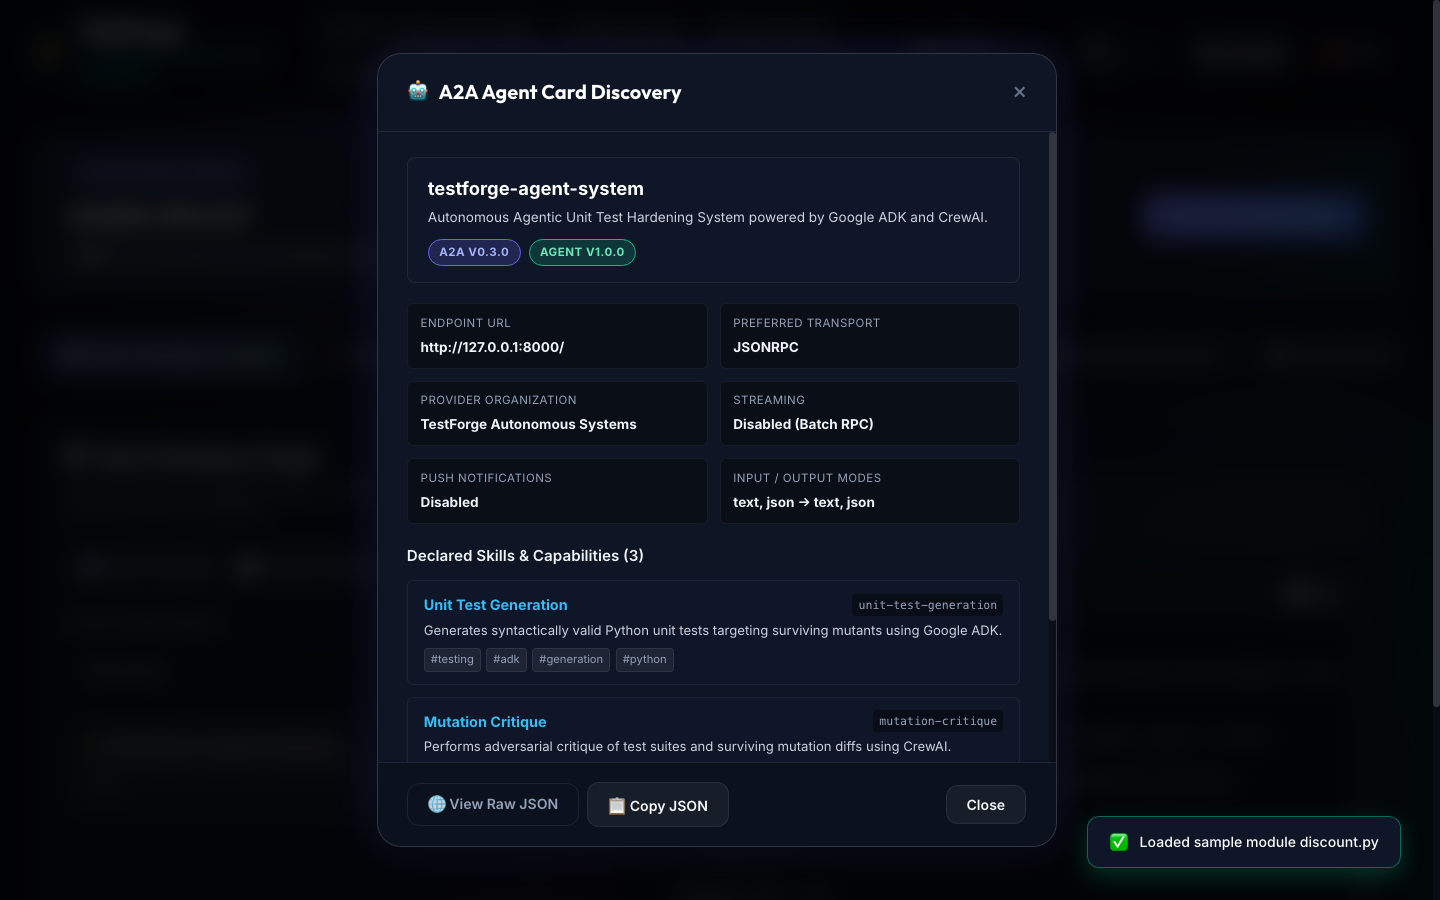 A2A Agent Card Discovery
×
testforge-agent-system
Autonomous Agentic Unit Test Hardening System powered by Google ADK and CrewAI.
A2A V0.3.0
AGENT V1.0.0
ENDPOINT URL
http://127.0.0.1:8000/
PREFERRED TRANSPORT
JSONRPC
PROVIDER ORGANIZATION
TestForge Autonomous Systems
STREAMING
Disabled (Batch RPC)
PUSH NOTIFICATIONS
Disabled
INPUT / OUTPUT MODES
text, json → text, json
Declared Skills & Capabilities (3)
Unit Test Generation
unit-test-generation
Generates syntactically valid Python unit tests targeting surviving mutants using Google ADK.
#testing
#adk
#generation
#python
Mutation Critique
mutation-critique
Performs adversarial critique of test suites and surviving mutation diffs using CrewAI.
View Raw JSON
Copy JSON
Close
Loaded sample module discount.py